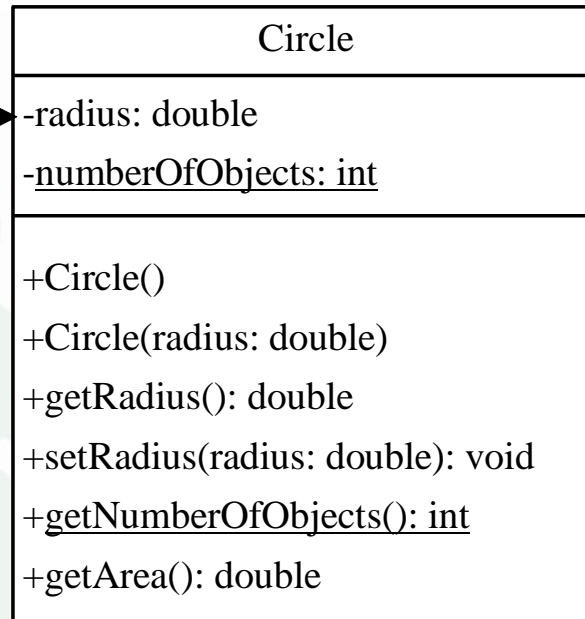 Circle
-radius: double
-numberOfObjects: int
+Circle()
+Circle(radius: double)
+getRadius(): double
+setRadius(radius: double): void
+getNumberOfObjects(): int
+getArea(): double